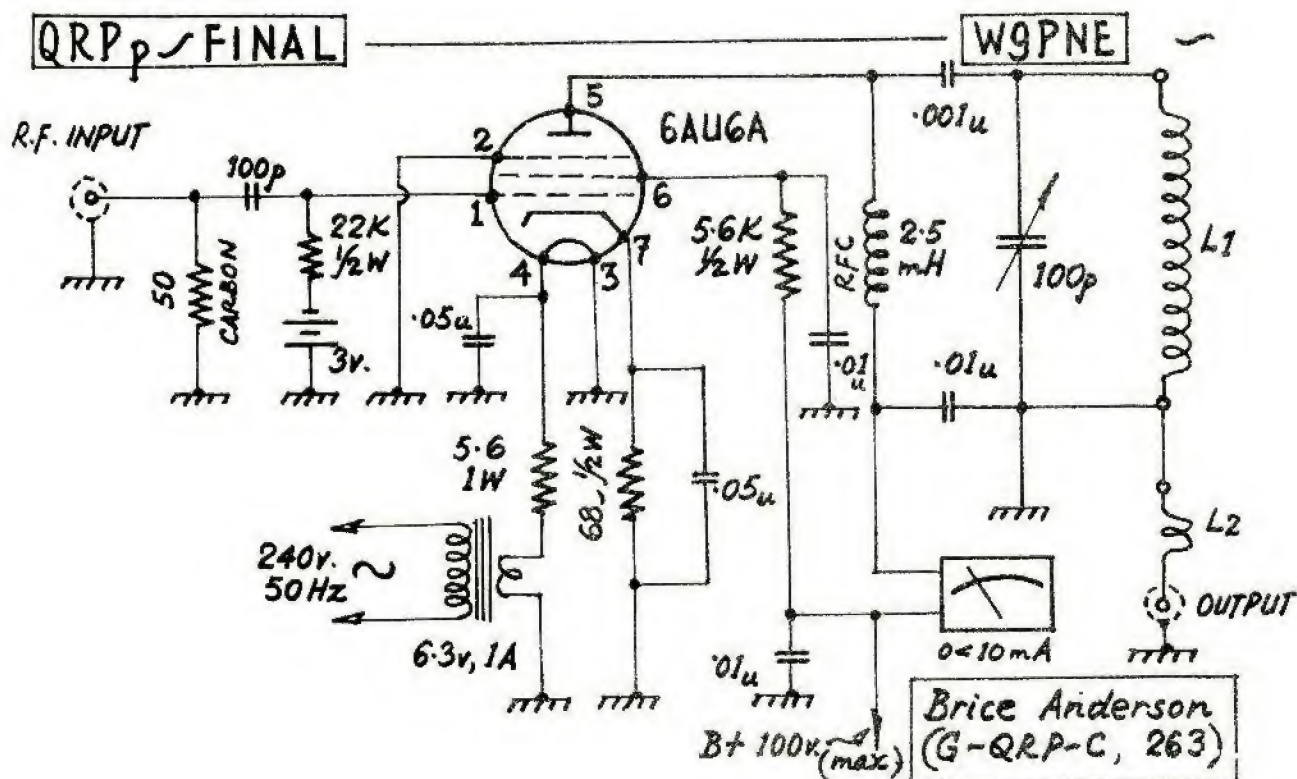 QRPp FINAL
W9PNE
R.F. INPUT
100p
50
CARBON
22K
½W
3v.
5
2
1
6
7
4
3
6AU6A
.05u
5.6
1W
68 ½W
.05u
240v.
50Hz
6.3v, 1A
5.6K
½W
.01u
RFC
2.5
mH
.001u
.01u
100p
L1
L2
OUTPUT
0<10mA
.01u
B+ 100v.
(max)
Brice Anderson
(G-QRP-C, 263)